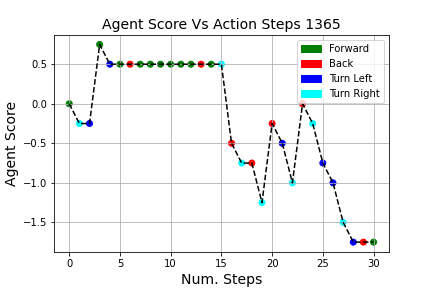 Agent Score Vs Action Steps 1365
Forward
Back
Turn Left
Turn Right
0.5
0.0
−0.5
−1.0
−1.5
Agent Score
0 5 10 15 20 25 30
Num. Steps